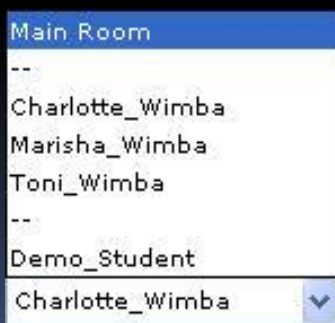 Main Room
--
Charlotte_Wimba
Marisha_Wimba
Toni_Wimba
--
Demo_Student
Charlotte_Wimba